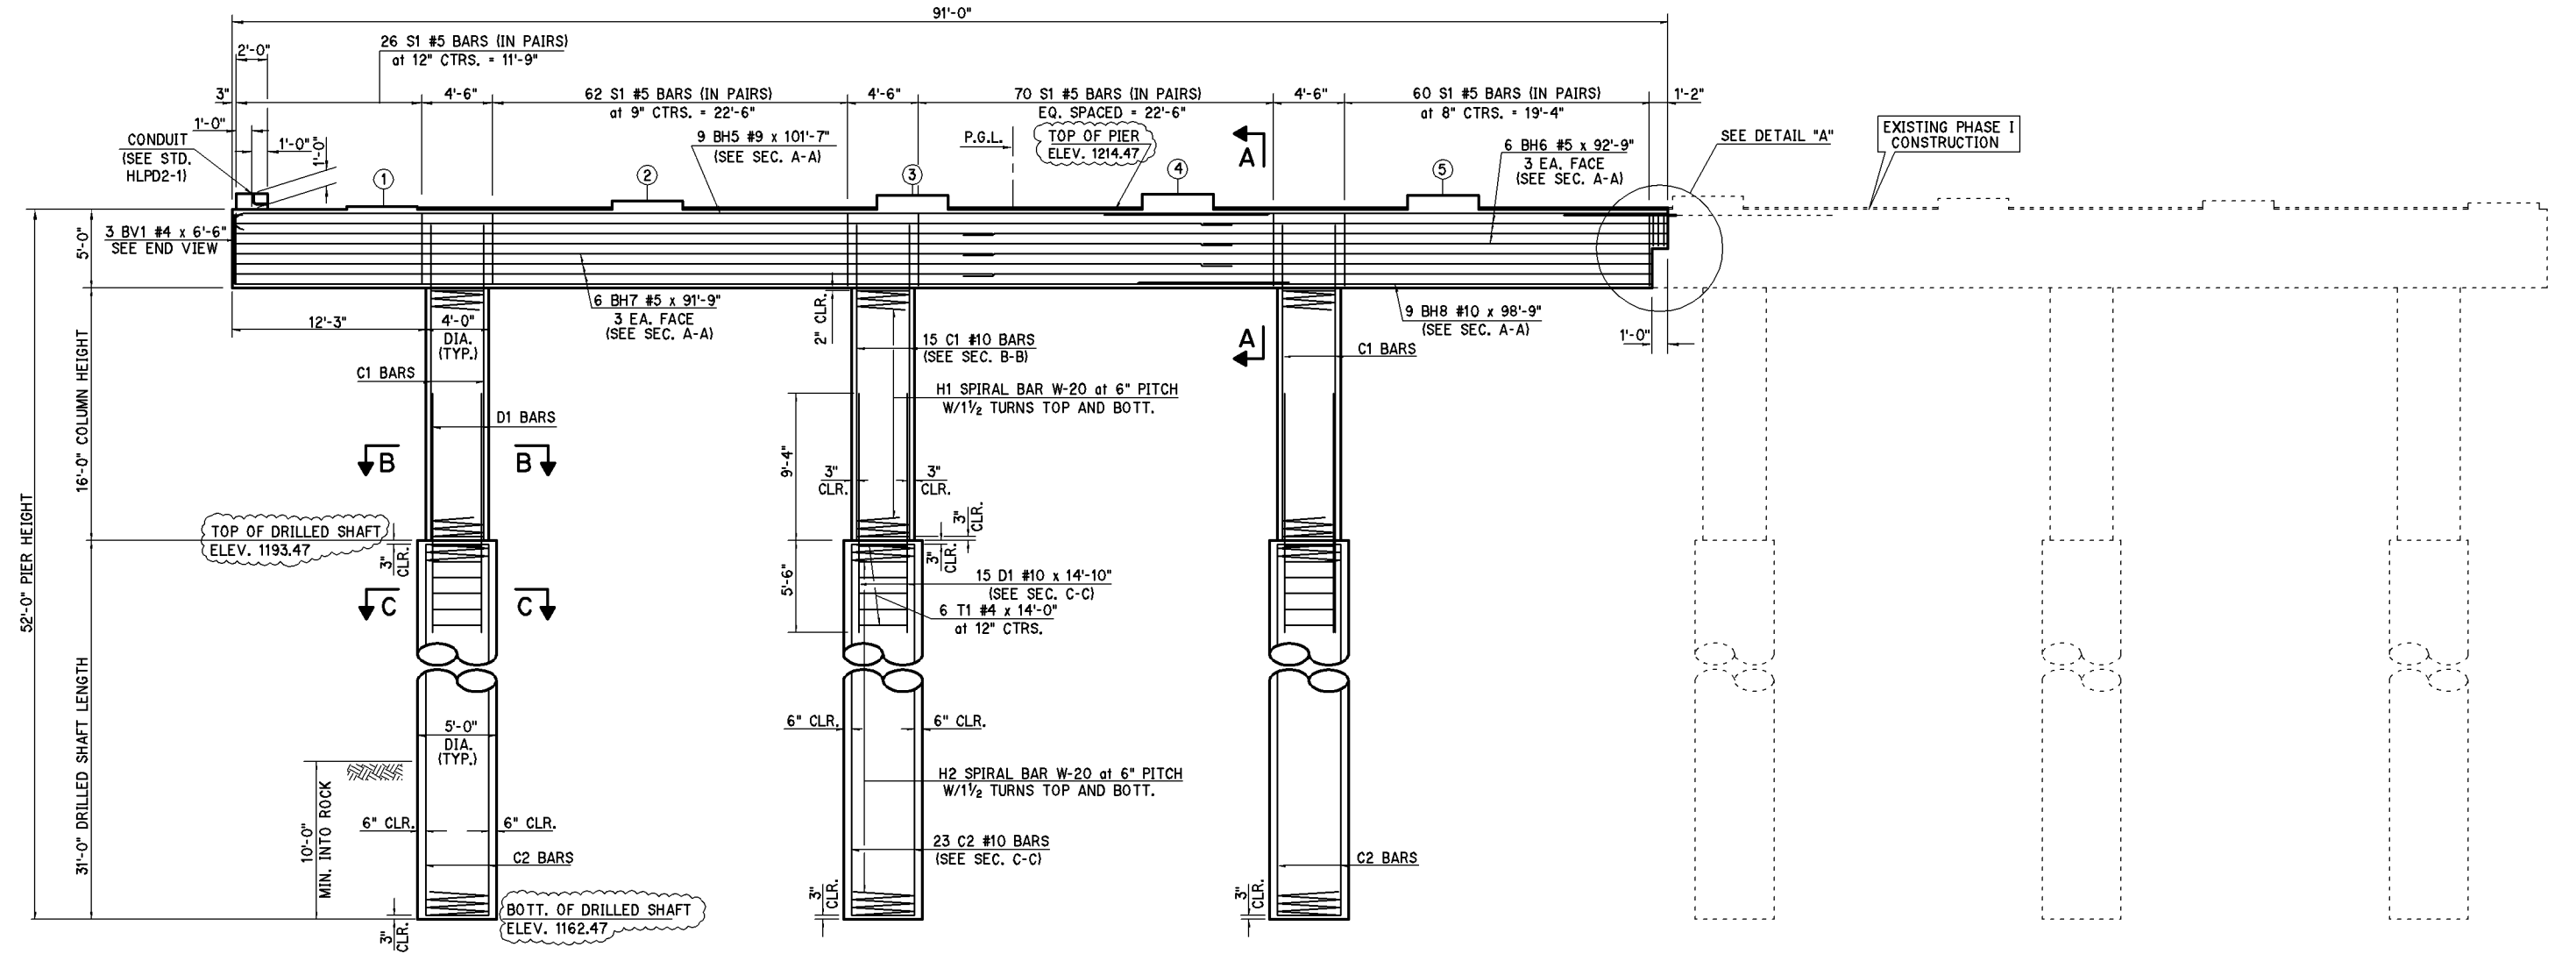 91'-0"
2'-0"
26 S1 #5 BARS (IN PAIRS)
at 12" CTRS. = 11'-9"
3"
4'-6"
62 S1 #5 BARS (IN PAIRS)
at 9" CTRS. = 22'-6"
4'-6"
70 S1 #5 BARS (IN PAIRS)
EQ. SPACED = 22'-6"
4'-6"
60 S1 #5 BARS (IN PAIRS)
at 8" CTRS. = 19'-4"
1'-2"
1'-0"
CONDUIT
(SEE STD.
HLPD2-1)
1'-0"
1'-0"
9 BH5 #9 x 101'-7"
(SEE SEC. A-A)
P.G.L.
TOP OF PIER
ELEV. 1214.47
A
6 BH6 #5 x 92'-9"
3 EA. FACE
(SEE SEC. A-A)
SEE DETAIL "A"
EXISTING PHASE I
CONSTRUCTION
1
2
3
4
5
3 BV1 #4 x 6'-6"
SEE END VIEW
5'-0"
6 BH7 #5 x 91'-9"
3 EA. FACE
(SEE SEC. A-A)
12'-3"
4'-0"
DIA.
(TYP.)
2" CLR.
9 BH8 #10 x 98'-9"
(SEE SEC. A-A)
1'-0"
A
15 C1 #10 BARS
(SEE SEC. B-B)
C1 BARS
C1 BARS
16'-0" COLUMN HEIGHT
H1 SPIRAL BAR W-20 at 6" PITCH
W/1½ TURNS TOP AND BOTT.
D1 BARS
B
B
9'-4"
3"
CLR.
3"
CLR.
52'-0" PIER HEIGHT
TOP OF DRILLED SHAFT
ELEV. 1193.47
3"
CLR.
3"
CLR.
3"
CLR.
5'-6"
15 D1 #10 x 14'-10"
(SEE SEC. C-C)
6 T1 #4 x 14'-0"
at 12" CTRS.
C
C
31'-0" DRILLED SHAFT LENGTH
5'-0"
DIA.
(TYP.)
6" CLR.
6" CLR.
10'-0"
MIN. INTO ROCK
H2 SPIRAL BAR W-20 at 6" PITCH
W/1½ TURNS TOP AND BOTT.
6" CLR.
6" CLR.
23 C2 #10 BARS
(SEE SEC. C-C)
C2 BARS
C2 BARS
3"
CLR.
BOTT. OF DRILLED SHAFT
ELEV. 1162.47
3"
CLR.
3"
CLR.